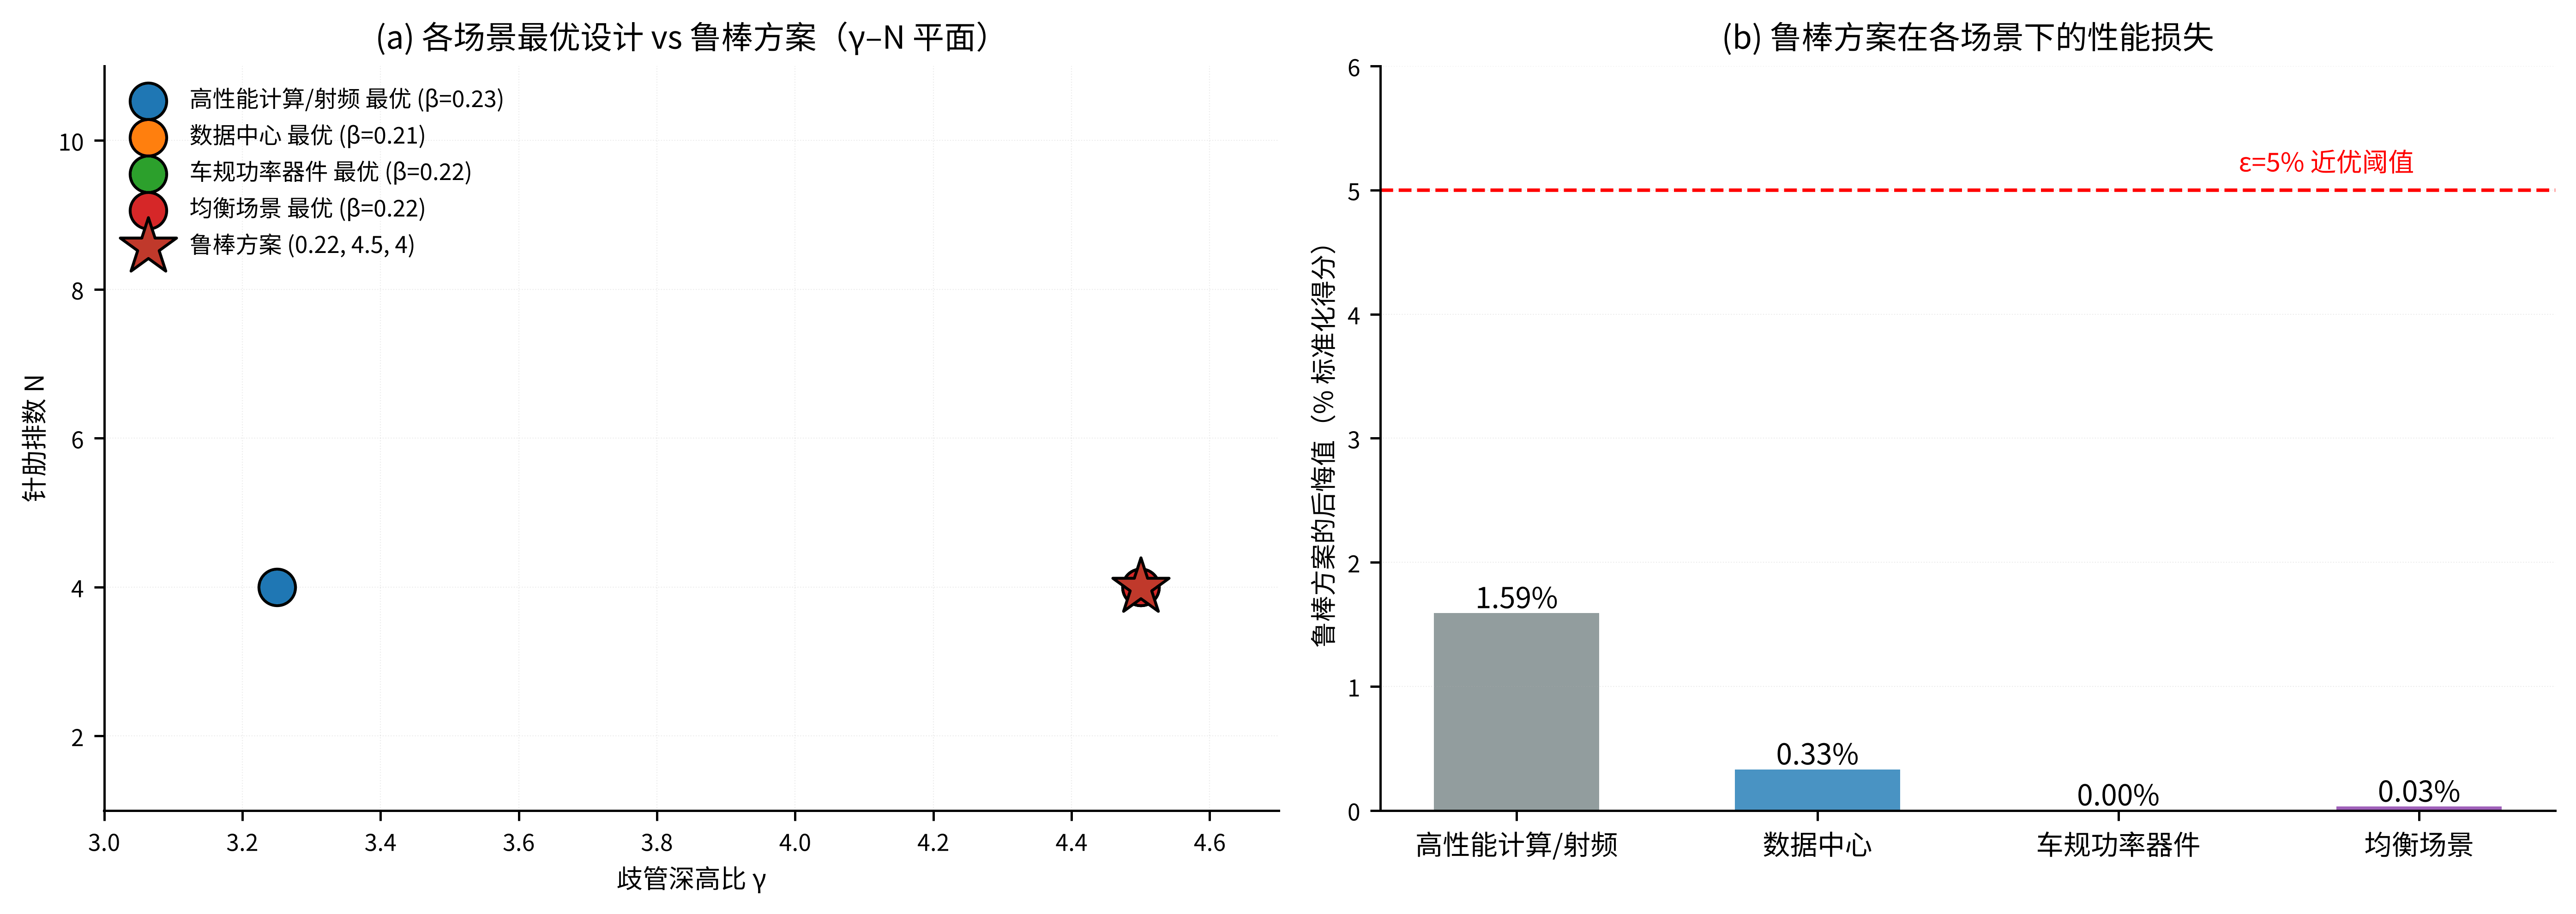 (a) 各场景最优设计 vs 鲁棒方案（γ–N 平面）
高性能计算/射频 最优 (β=0.23)
数据中心 最优 (β=0.21)
车规功率器件 最优 (β=0.22)
均衡场景 最优 (β=0.22)
鲁棒方案 (0.22, 4.5, 4)
针肋排数 N
10
8
6
4
2
3.0 3.2 3.4 3.6 3.8 4.0 4.2 4.4 4.6
歧管深高比 γ
(b) 鲁棒方案在各场景下的性能损失
鲁棒方案的后悔值（% 标准化得分）
6
5
4
3
2
1
0
ε=5% 近优阈值
1.59%
0.33%
0.00%
0.03%
高性能计算/射频 数据中心 车规功率器件 均衡场景